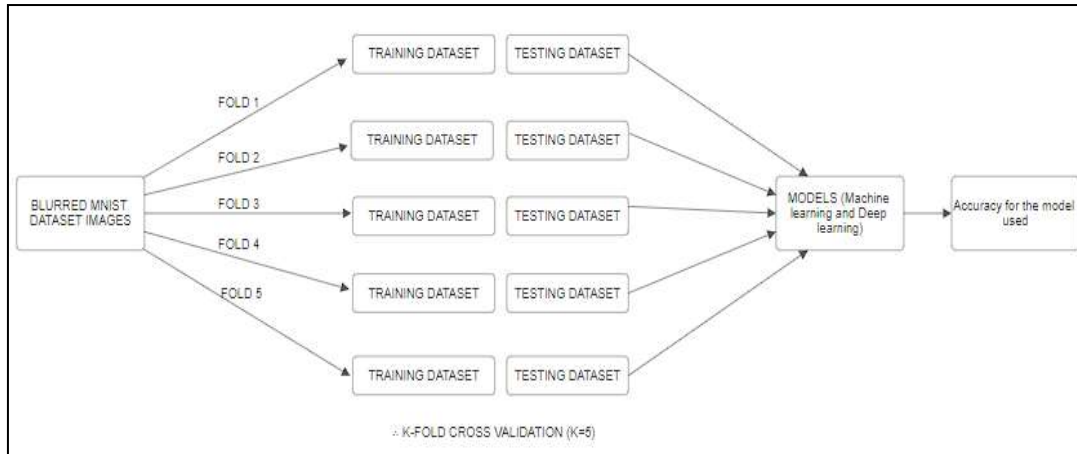 TRAINING DATASET TESTING DATASET
FOLD 1
TRAINING DATASET TESTING DATASET
FOLD 2
BLURRED MNIST
DATASET IMAGES
FOLD 3
TRAINING DATASET TESTING DATASET
MODELS (Machine
learning and Deep
learning)
Accuracy for the model
used
FOLD 4
TRAINING DATASET TESTING DATASET
FOLD 5
TRAINING DATASET TESTING DATASET
∴ K-FOLD CROSS VALIDATION (K=5)